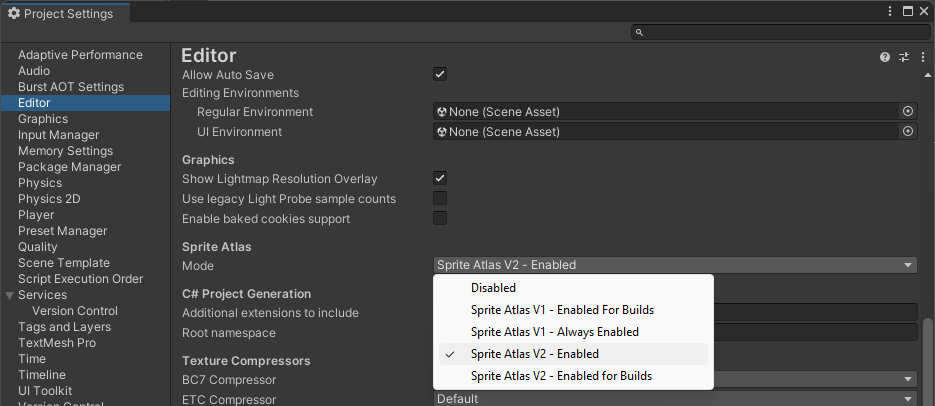 Project Settings
Adaptive Performance
Audio
Burst AOT Settings
Editor
Graphics
Input Manager
Memory Settings
Package Manager
Physics
Physics 2D
Player
Preset Manager
Quality
Scene Template
Script Execution Order
Services
Version Control
Tags and Layers
TextMesh Pro
Time
Timeline
UI Toolkit
Version Control
Editor
Allow Auto Save
Editing Environments
Regular Environment None (Scene Asset)
UI Environment None (Scene Asset)
Graphics
Show Lightmap Resolution Overlay
Use legacy Light Probe sample counts
Enable baked cookies support
Sprite Atlas
Mode Sprite Atlas V2 - Enabled
Disabled
Sprite Atlas V1 - Enabled For Builds
Sprite Atlas V1 - Always Enabled
Sprite Atlas V2 - Enabled
Sprite Atlas V2 - Enabled for Builds
C# Project Generation
Additional extensions to include
Root namespace
Texture Compressors
BC7 Compressor
ETC Compressor Default